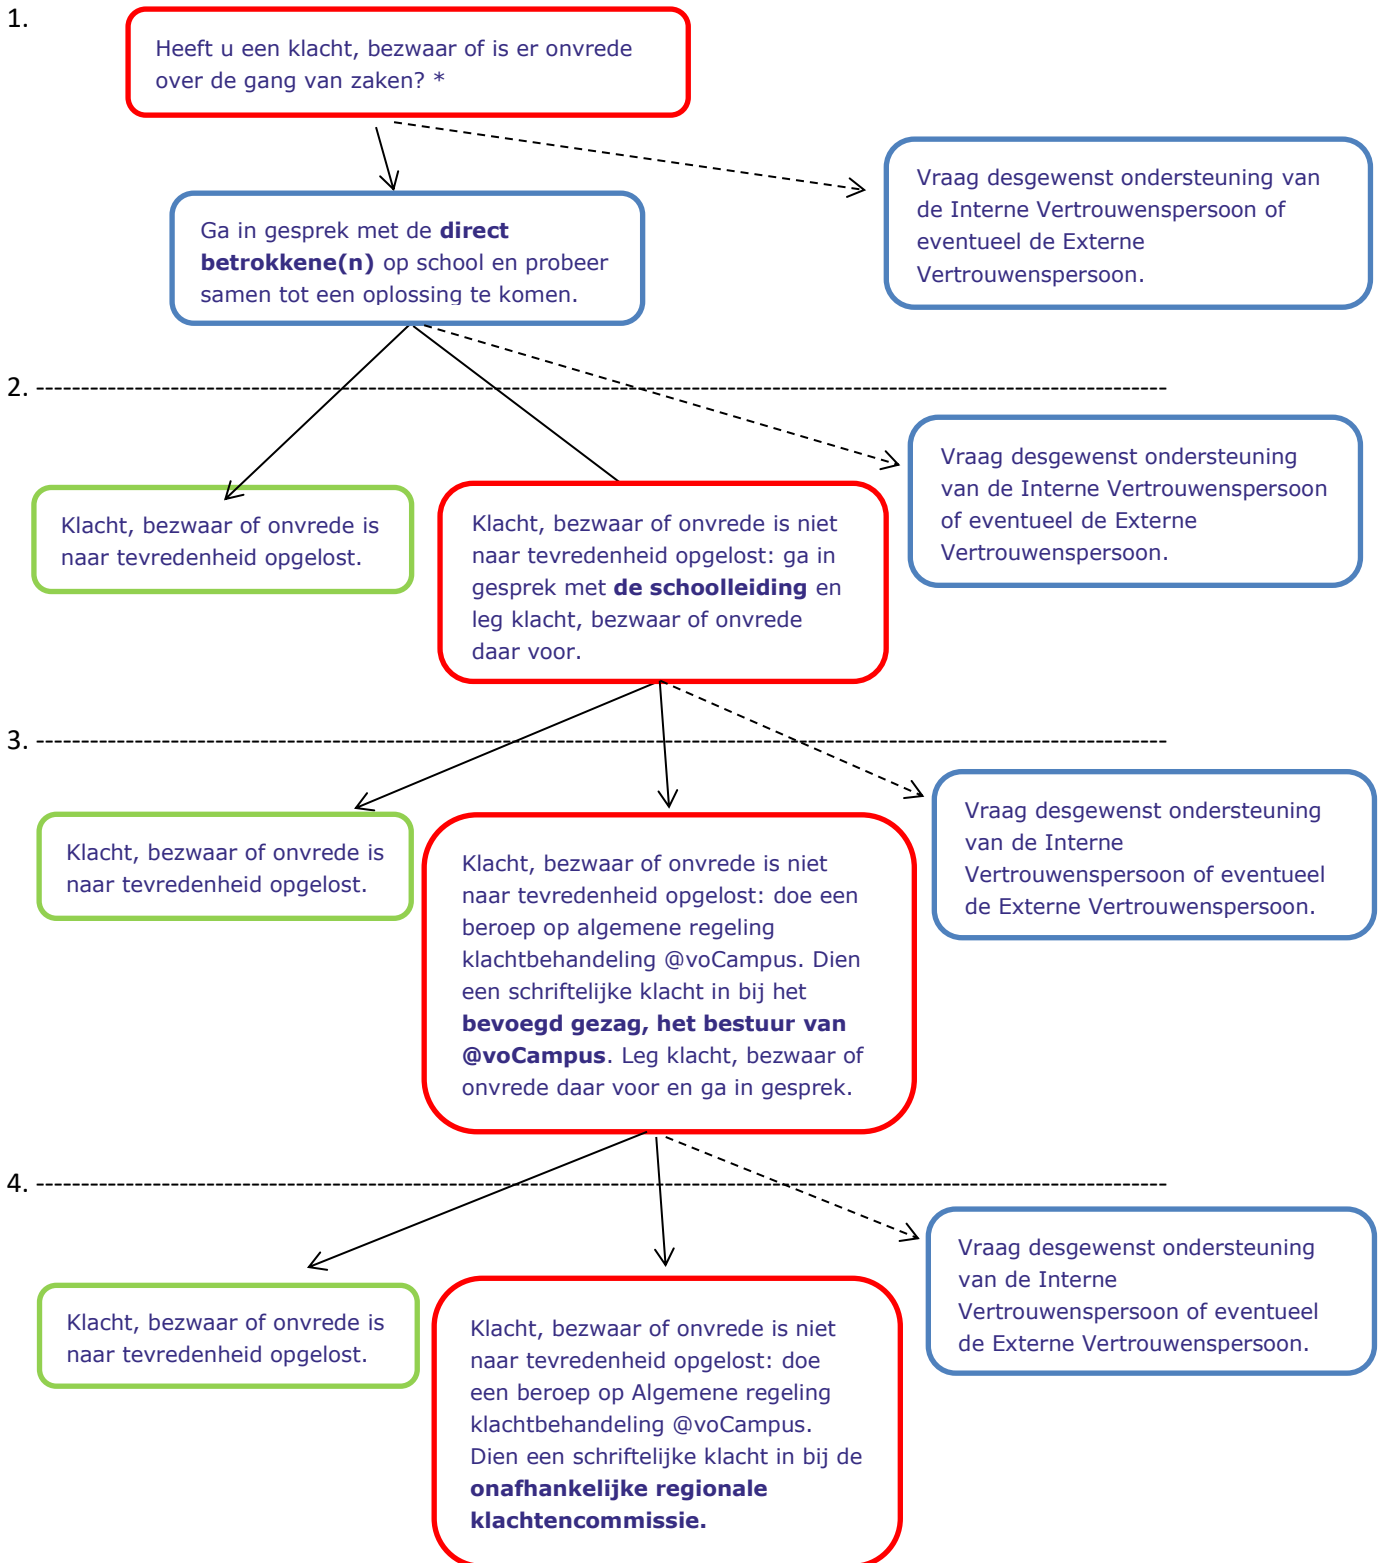 1.
Heeft u een klacht, bezwaar of is er onvrede
over de gang van zaken? *
Vraag desgewenst ondersteuning van
de Interne Vertrouwenspersoon of
eventueel de Externe
Vertrouwenspersoon.
Ga in gesprek met de direct
betrokkene(n) op school en probeer
samen tot een oplossing te komen.
2.
Vraag desgewenst ondersteuning
van de Interne Vertrouwenspersoon
of eventueel de Externe
Vertrouwenspersoon.
Klacht, bezwaar of onvrede is
naar tevredenheid opgelost.
Klacht, bezwaar of onvrede is niet
naar tevredenheid opgelost: ga in
gesprek met de schoolleiding en
leg klacht, bezwaar of onvrede
daar voor.
3.
Vraag desgewenst ondersteuning
van de Interne
Vertrouwenspersoon of eventueel
de Externe Vertrouwenspersoon.
Klacht, bezwaar of onvrede is
naar tevredenheid opgelost.
Klacht, bezwaar of onvrede is niet
naar tevredenheid opgelost: doe een
beroep op algemene regeling
klachtbehandeling @voCampus. Dien
een schriftelijke klacht in bij het
bevoegd gezag, het bestuur van
@voCampus. Leg klacht, bezwaar of
onvrede daar voor en ga in gesprek.
4.
Vraag desgewenst ondersteuning
van de Interne
Vertrouwenspersoon of eventueel
de Externe Vertrouwenspersoon.
Klacht, bezwaar of onvrede is
naar tevredenheid opgelost.
Klacht, bezwaar of onvrede is niet
naar tevredenheid opgelost: doe
een beroep op Algemene regeling
klachtbehandeling @voCampus.
Dien een schriftelijke klacht in bij de
onafhankelijke regionale
klachtencommissie.